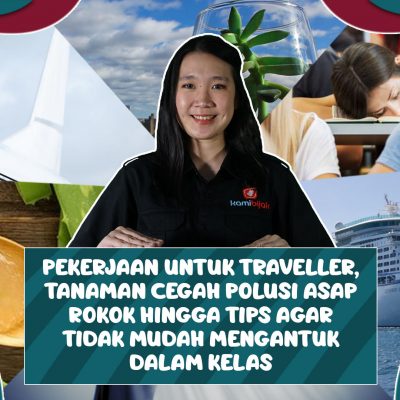 kamibijak
PEKERJAAN UNTUK TRAVELLER,
TANAMAN CEGAH POLUSI ASAP
ROKOK HINGGA TIPS AGAR
TIDAK MUDAH MENGANTUK
DALAM KELAS